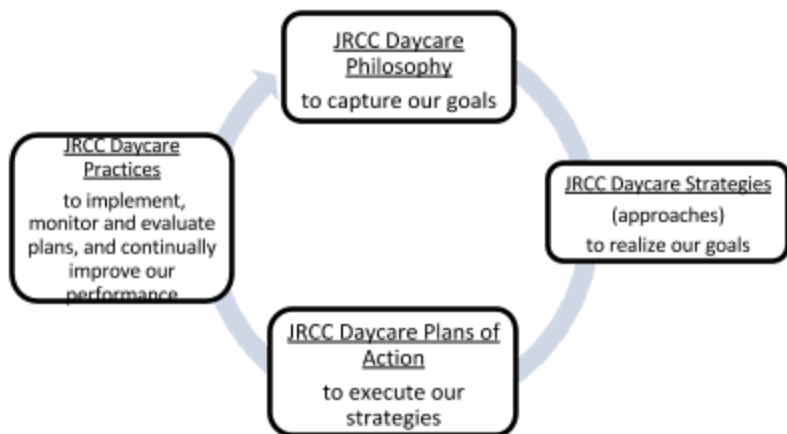 JRCC Daycare
Philosophy
to capture our goals
JRCC Daycare Strategies
(approaches)
to realize our goals
JRCC Daycare Plans of
Action
to execute our
strategies
JRCC Daycare
Practices
to implement,
monitor and evaluate
plans, and continually
improve our
performance